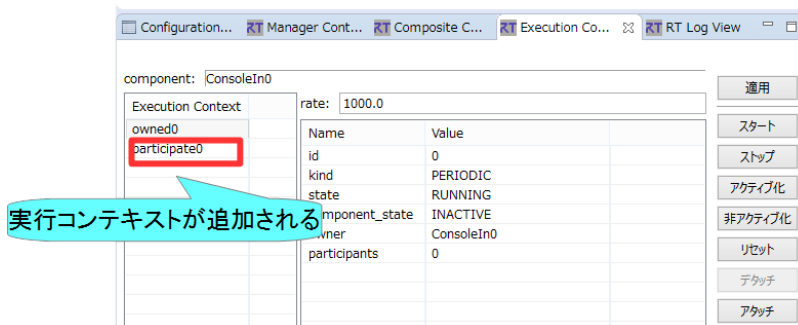 Configuration... RT Manager Cont... RT Composite C... RT Execution Co... RT RT Log View
component: ConsoleIn0
適用
Execution Context
rate: 1000.0
owned0
participate0
Name Value
id 0
kind PERIODIC
state RUNNING
component_state INACTIVE
owner ConsoleIn0
participants 0
実行コンテキストが追加される
スタート
ストップ
アクティブ化
非アクティブ化
リセット
デタッチ
アタッチ